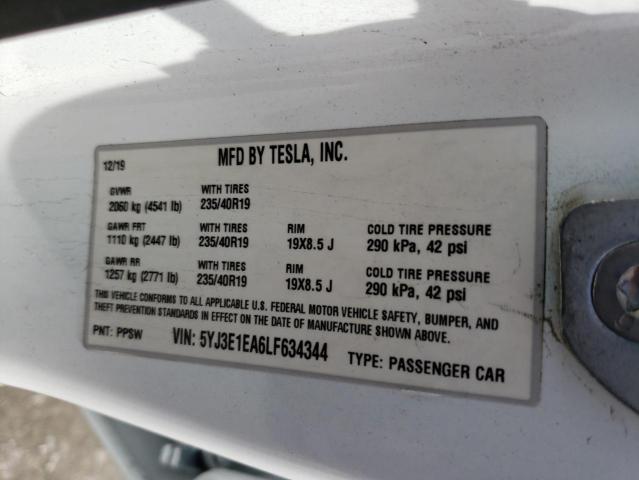 12/19 MFD BY TESLA, INC.
GVWR WITH TIRES
2060 kg (4541 lb) 235/40R19
GAWR FRT WITH TIRES RIM COLD TIRE PRESSURE
1110 kg (2447 lb) 235/40R19 19X8.5 J 290 kPa, 42 psi
GAWR RR WITH TIRES RIM COLD TIRE PRESSURE
1257 kg (2771 lb) 235/40R19 19X8.5 J 290 kPa, 42 psi
THIS VEHICLE CONFORMS TO ALL APPLICABLE U.S. FEDERAL MOTOR VEHICLE SAFETY, BUMPER, AND
THEFT PREVENTION STANDARDS IN EFFECT ON THE DATE OF MANUFACTURE SHOWN ABOVE.
PNT: PPSW VIN: 5YJ3E1EA6LF634344 TYPE: PASSENGER CAR